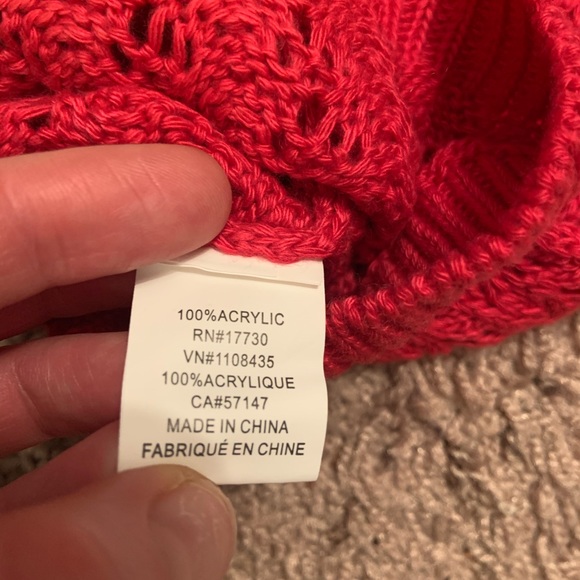 100%ACRYLIC
RN#17730
VN#1108435
100%ACRYLIQUE
CA#57147
MADE IN CHINA
FABRIQUÉ EN CHINE